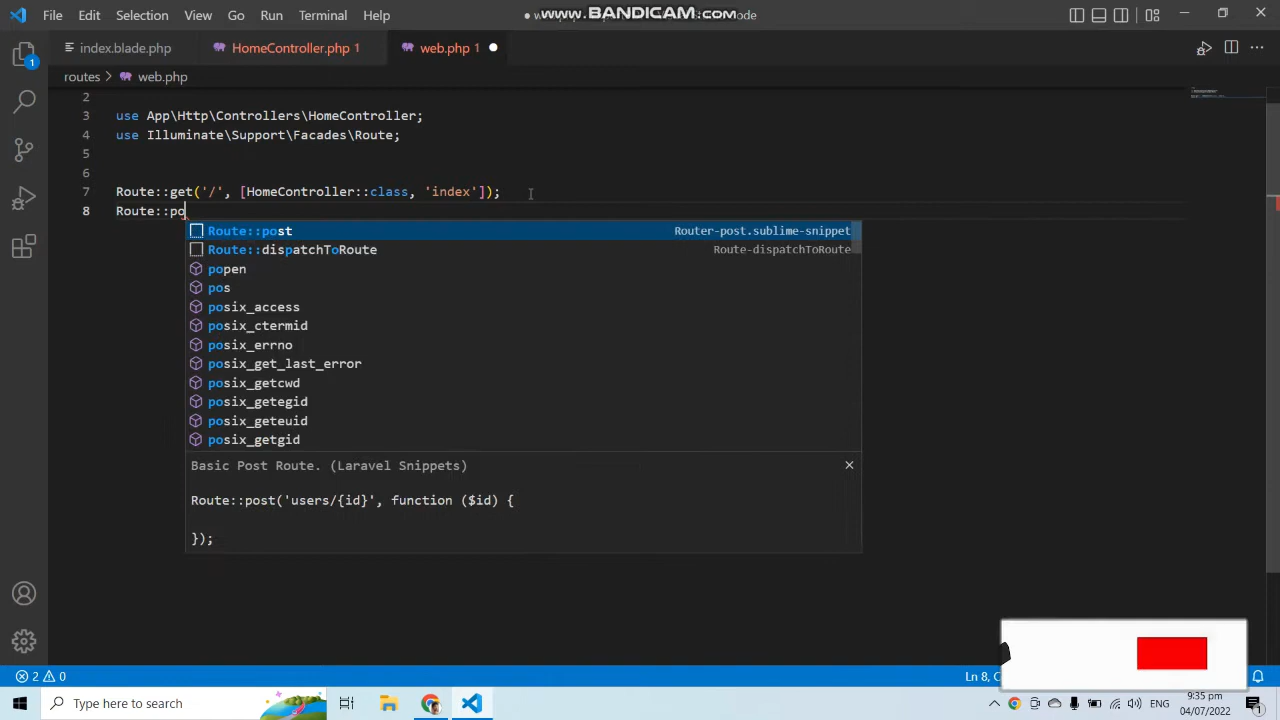 File Edit Selection View Go Run Terminal Help
www.BANDICAM.com
index.blade.php HomeController.php 1 web.php 1
routes > web.php
2
3 use App\Http\Controllers\HomeController;
4 use Illuminate\Support\Facades\Route;
5
6
7 Route::get('/', [HomeController::class, 'index']);
8 Route::po
Route::post Router-post.sublime-snippet
Route::dispatchToRoute Route-dispatchToRoute
popen
pos
posix_access
posix_ctermid
posix_errno
posix_get_last_error
posix_getcwd
posix_getegid
posix_geteuid
posix_getgid
Basic Post Route. (Laravel Snippets)
Route::post('users/{id}', function ($id) {
});
1
2 0
Ln 8, C
Type here to search
ENG
9:35 pm
04/07/2022
1